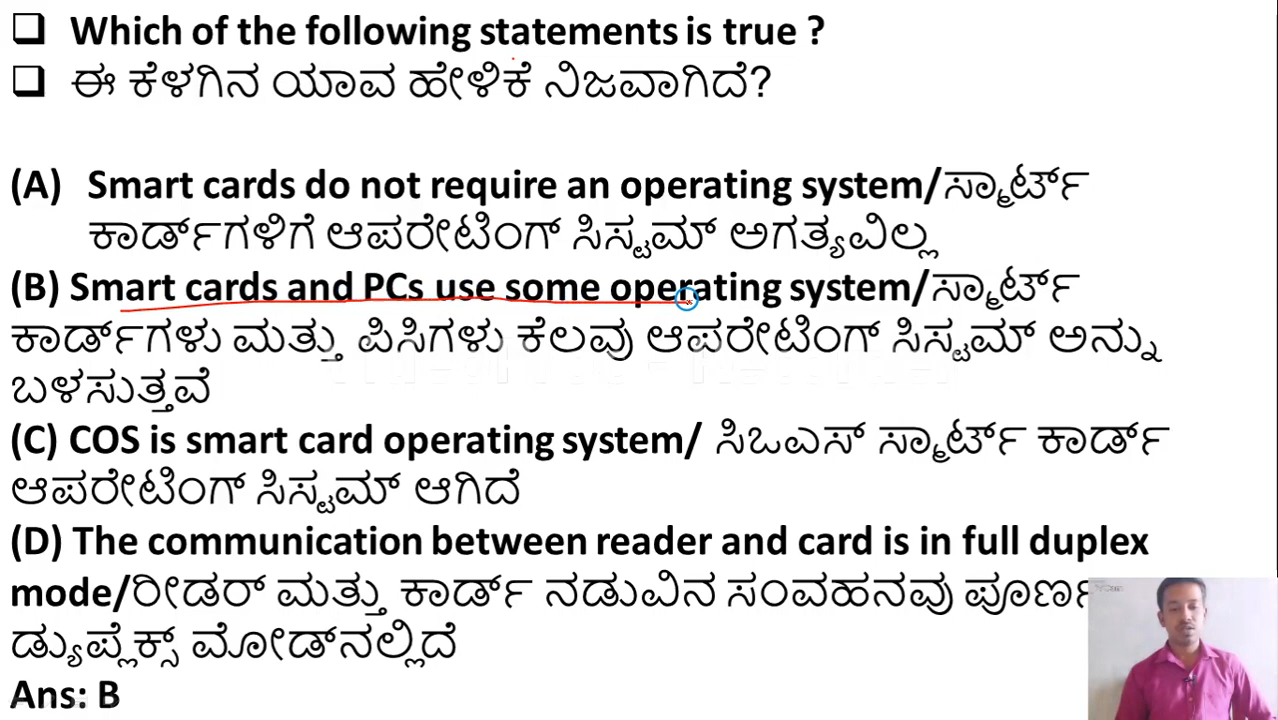 ❑ Which of the following statements is true ?
❑ ಈ ಕೆಳಗಿನ ಯಾವ ಹೇಳಿಕೆ ನಿಜವಾಗಿದೆ?
(A) Smart cards do not require an operating system/ಸ್ಮಾರ್ಟ್
ಕಾರ್ಡ್‌ಗಳಿಗೆ ಆಪರೇಟಿಂಗ್ ಸಿಸ್ಟಮ್ ಅಗತ್ಯವಿಲ್ಲ
(B) Smart cards and PCs use some operating system/ಸ್ಮಾರ್ಟ್
ಕಾರ್ಡ್‌ಗಳು ಮತ್ತು ಪಿಸಿಗಳು ಕೆಲವು ಆಪರೇಟಿಂಗ್ ಸಿಸ್ಟಮ್ ಅನ್ನು
ಬಳಸುತ್ತವೆ
(C) COS is smart card operating system/ ಸಿಒಎಸ್ ಸ್ಮಾರ್ಟ್ ಕಾರ್ಡ್
ಆಪರೇಟಿಂಗ್ ಸಿಸ್ಟಮ್ ಆಗಿದೆ
(D) The communication between reader and card is in full duplex
mode/ರೀಡರ್ ಮತ್ತು ಕಾರ್ಡ್ ನಡುವಿನ ಸಂವಹನವು ಪೂರ್ಣ
ಡ್ಯುಪ್ಲೆಕ್ಸ್ ಮೋಡ್‌ನಲ್ಲಿದೆ
Ans: B